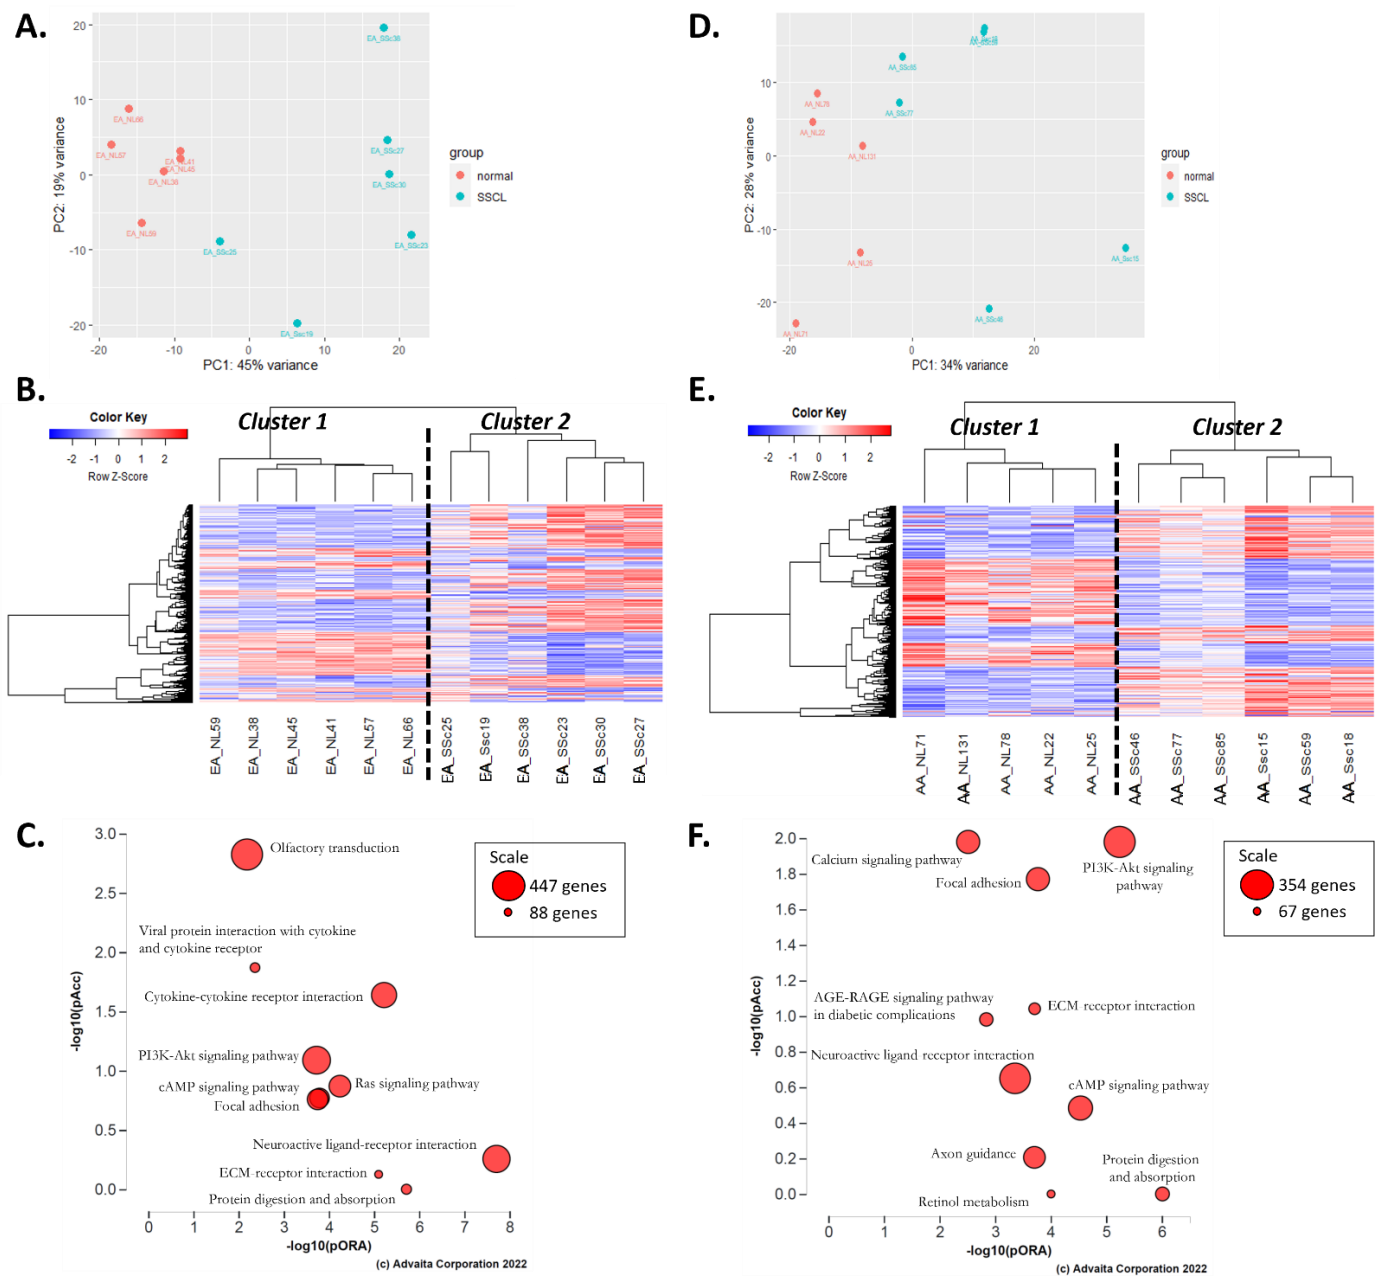 A.
20
10
0
-10
-20
PC2: 19% variance
EA_SSc38
EA_NL66
EA_NL57
EA_NL41
EA_NL45
EA_NL38
EA_NL59
EA_SSc27
EA_SSc30
EA_SSc25
EA_SSc23
EA_Ssc19
-20
-10
0
10
20
PC1: 45% variance
group
normal
SSCL
D.
10
0
-10
-20
PC2: 28% variance
AA_SSc59
AA_SSc85
AA_NL78
AA_SSc77
AA_NL22
AA_NL131
AA_NL25
AA_Ssc15
AA_SSc46
AA_NL71
-20
0
20
PC1: 34% variance
group
normal
SSCL
B.
Color Key
-2 -1 0 1 2
Row Z-Score
Cluster 1
Cluster 2
EA_NL59
EA_NL38
EA_NL45
EA_NL41
EA_NL57
EA_NL66
EA_SSc25
EA_Ssc19
EA_SSc38
EA_SSc23
EA_SSc30
EA_SSc27
E.
Color Key
-2 -1 0 1 2
Row Z-Score
Cluster 1
Cluster 2
AA_NL71
AA_NL131
AA_NL78
AA_NL22
AA_NL25
AA_SSc46
AA_SSc77
AA_SSc85
AA_Ssc15
AA_SSc59
AA_Ssc18
C.
3.0
2.5
2.0
1.5
1.0
0.5
0.0
-log10(pAcc)
Olfactory transduction
Viral protein interaction with cytokine
and cytokine receptor
Cytokine-cytokine receptor interaction
PI3K-Akt signaling pathway
cAMP signaling pathway
Ras signaling pathway
Focal adhesion
Neuroactive ligand-receptor interaction
ECM-receptor interaction
Protein digestion and absorption
0 1 2 3 4 5 6 7 8
-log10(pORA)
(c) Advaita Corporation 2022
Scale
447 genes
88 genes
F.
2.0
1.8
1.6
1.4
1.2
1.0
0.8
0.6
0.4
0.2
0.0
-log10(pAcc)
Calcium signaling pathway
Focal adhesion
PI3K-Akt signaling
pathway
AGE-RAGE signaling pathway
in diabetic complications
ECM-receptor interaction
Neuroactive ligand-receptor interaction
cAMP signaling pathway
Axon guidance
Protein digestion
and absorption
Retinol metabolism
0 1 2 3 4 5 6
-log10(pORA)
(c) Advaita Corporation 2022
Scale
354 genes
67 genes